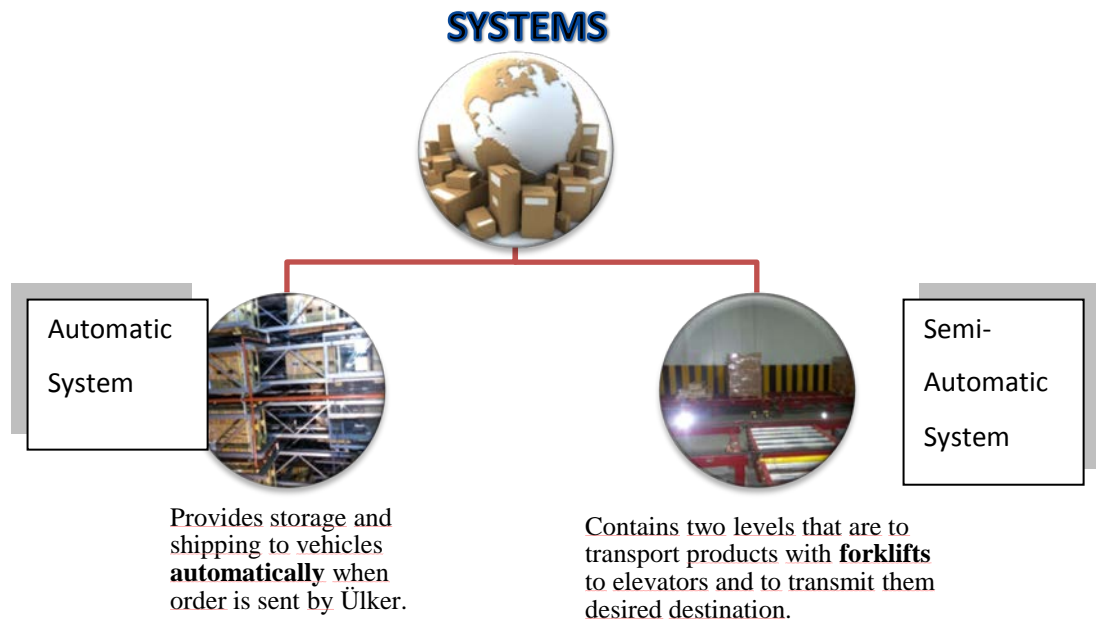 SYSTEMS
Automatic
System
Semi-
Automatic
System
Provides storage and
shipping to vehicles
automatically when
order is sent by Ülker.
Contains two levels that are to
transport products with forklifts
to elevators and to transmit them
desired destination.